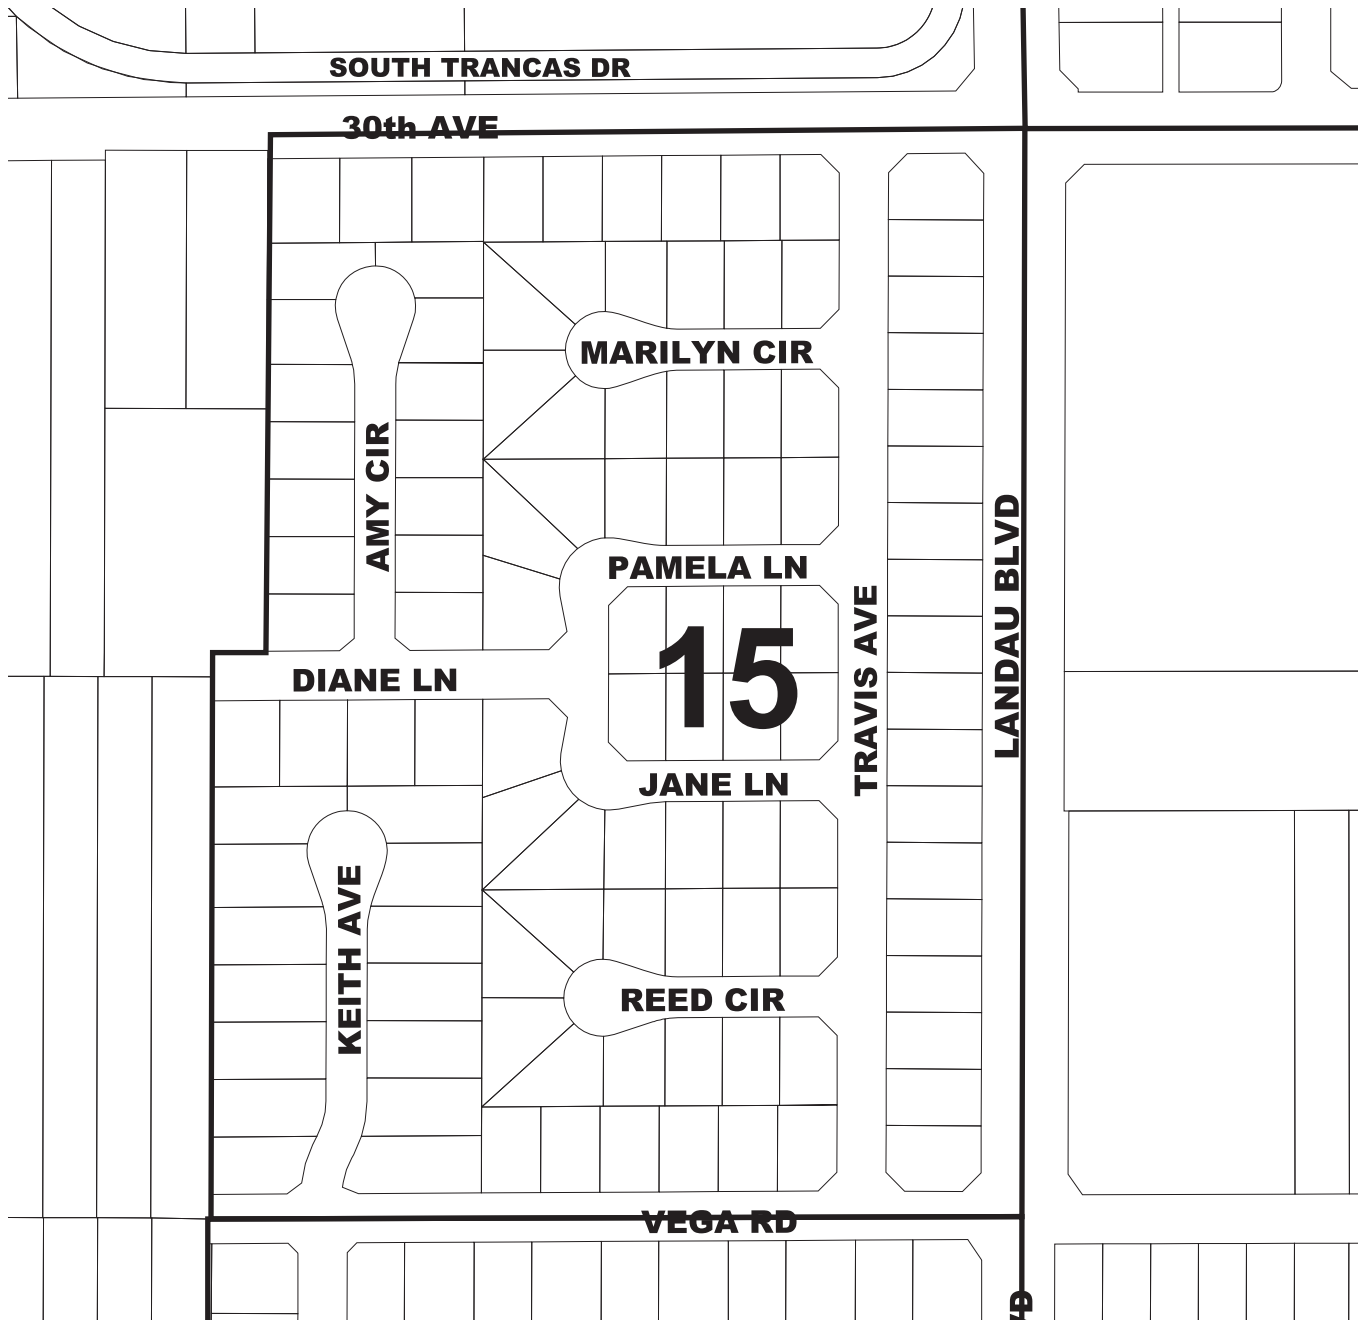 SOUTH TRANCAS DR
30th AVE
MARILYN CIR
AMY CIR
PAMELA LN
LANDAU BLVD
TRAVIS AVE
15
DIANE LN
JANE LN
KEITH AVE
REED CIR
VEGA RD